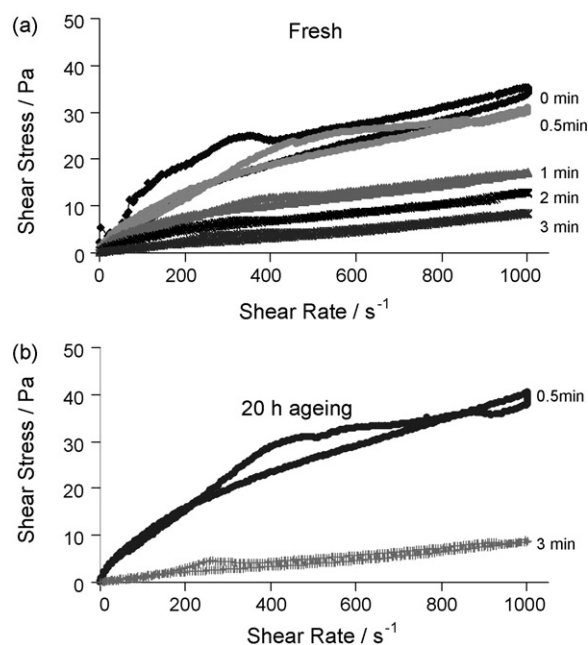 (a)
Fresh
Shear Stress / Pa
50
40
30
20
10
0
0 min
0.5min
1 min
2 min
3 min
0
200
400
600
800
1000
Shear Rate / s⁻¹
(b)
20 h ageing
Shear Stress / Pa
50
40
30
20
10
0
0.5min
3 min
0
200
400
600
800
1000
Shear Rate / s⁻¹